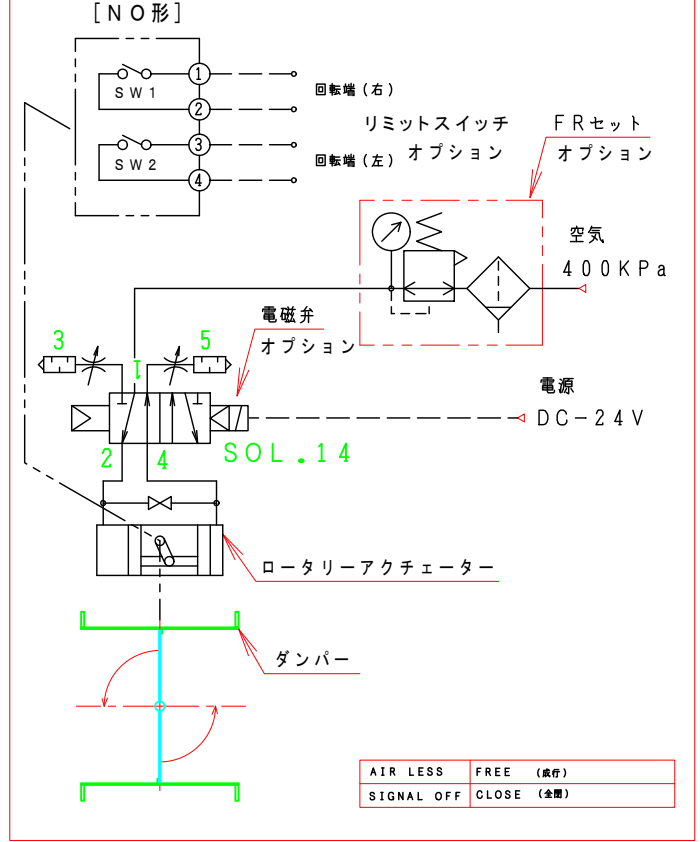 [NO形]
1
SW1
2
回転端(右)
3
SW2
4
回転端(左)
リミットスイッチ
オプション
FRセット
オプション
空気
400KPa
電磁弁
オプション
3
1
5
電源
DC-24V
2
4
SOL.14
ロータリーアクチェーター
ダンパー
AIR LESS FREE (成行)
SIGNAL OFF CLOSE (全閉)